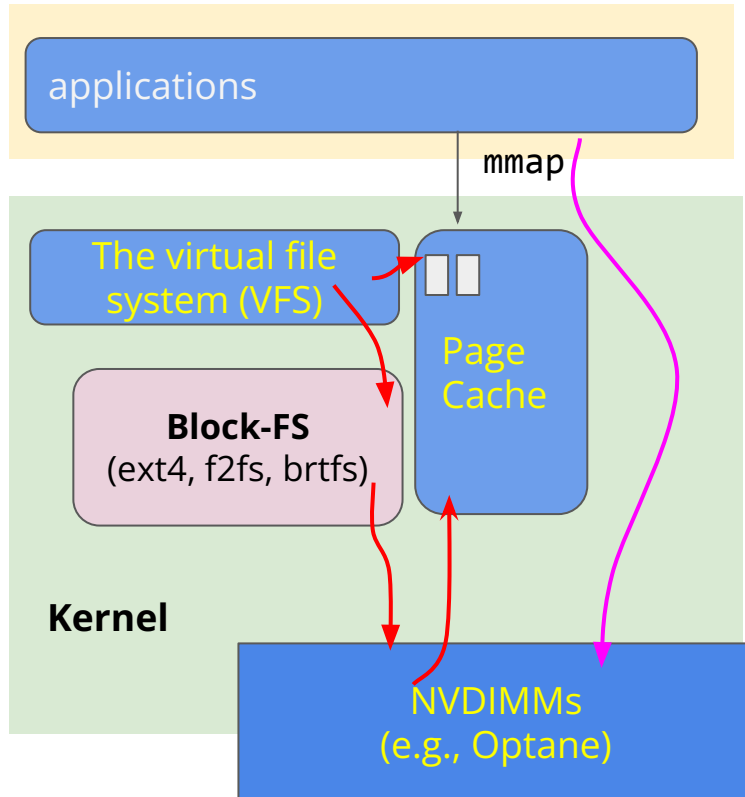 applications
mmap
The virtual file
system (VFS)
Page
Cache
Block-FS
(ext4, f2fs, brtfs)
Kernel
NVDIMMs
(e.g., Optane)